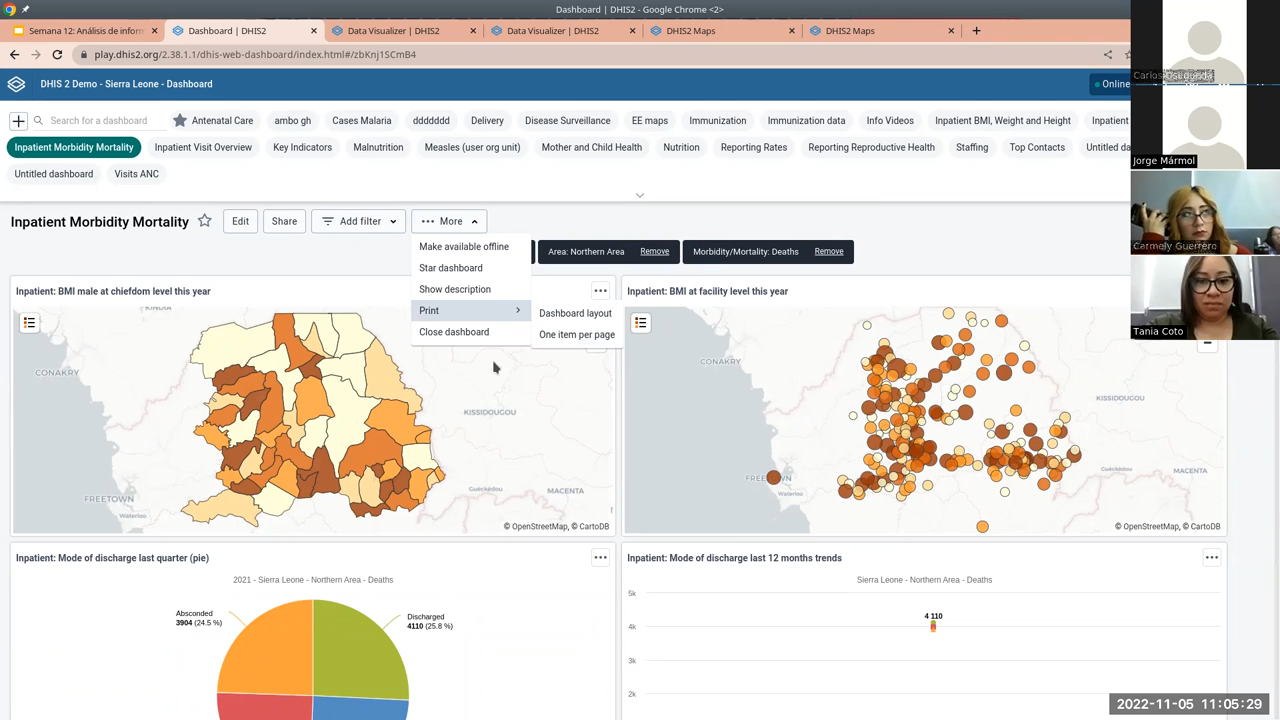 Dashboard | DHIS2 - Google Chrome <2>
Semana 12: Análisis de inform
Dashboard | DHIS2
Data Visualizer | DHIS2
Data Visualizer | DHIS2
DHIS2 Maps
DHIS2 Maps
play.dhis2.org/2.38.1.1/dhis-web-dashboard/index.html#/zbKnj1SCmB4
DHIS 2 Demo - Sierra Leone - Dashboard
Online
Search for a dashboard
Antenatal Care
ambo gh
Cases Malaria
ddddddd
Delivery
Disease Surveillance
EE maps
Immunization
Immunization data
Info Videos
Inpatient BMI, Weight and Height
Inpatient
Inpatient Morbidity Mortality
Inpatient Visit Overview
Key Indicators
Malnutrition
Measles (user org unit)
Mother and Child Health
Nutrition
Reporting Rates
Reporting Reproductive Health
Staffing
Top Contacts
Untitled da
Untitled dashboard
Visits ANC
Inpatient Morbidity Mortality
Edit
Share
Add filter
More
Make available offline
Star dashboard
Show description
Print
Close dashboard
Dashboard layout
One item per page
Area: Northern Area
Remove
Morbidity/Mortality: Deaths
Remove
Inpatient: BMI male at chiefdom level this year
CONAKRY
KISSIDOUGOU
Guéckédou
FREETOWN
Waterloo
MACENTA
© OpenStreetMap, © CartoDB
Inpatient: BMI at facility level this year
CONAKRY
KISSIDOUGOU
Guéckédou
FREETOWN
Waterloo
MACENTA
© OpenStreetMap, © CartoDB
Inpatient: Mode of discharge last quarter (pie)
2021 - Sierra Leone - Northern Area - Deaths
Absconded
3904 (24.5 %)
Discharged
4110 (25.8 %)
Inpatient: Mode of discharge last 12 months trends
Sierra Leone - Northern Area - Deaths
5k
4k
3k
2k
4 110
Carlos
Jorge Mármol
Carmely Guerrero
Tania Coto
2022-11-05 11:05:29